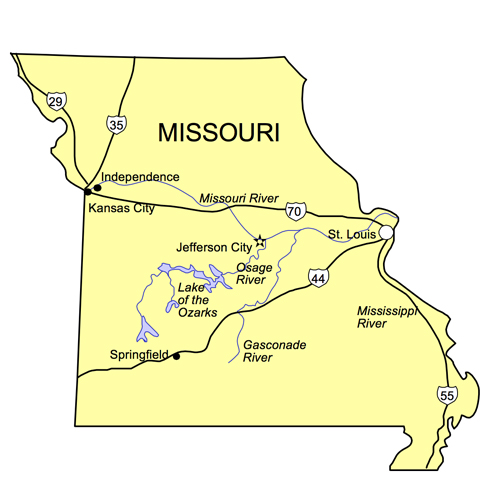 29
35
MISSOURI
Independence
Kansas City
Missouri River
70
St. Louis
Jefferson City
Osage
River
44
Lake
of the
Ozarks
Mississippi
River
Springfield
Gasconade
River
55